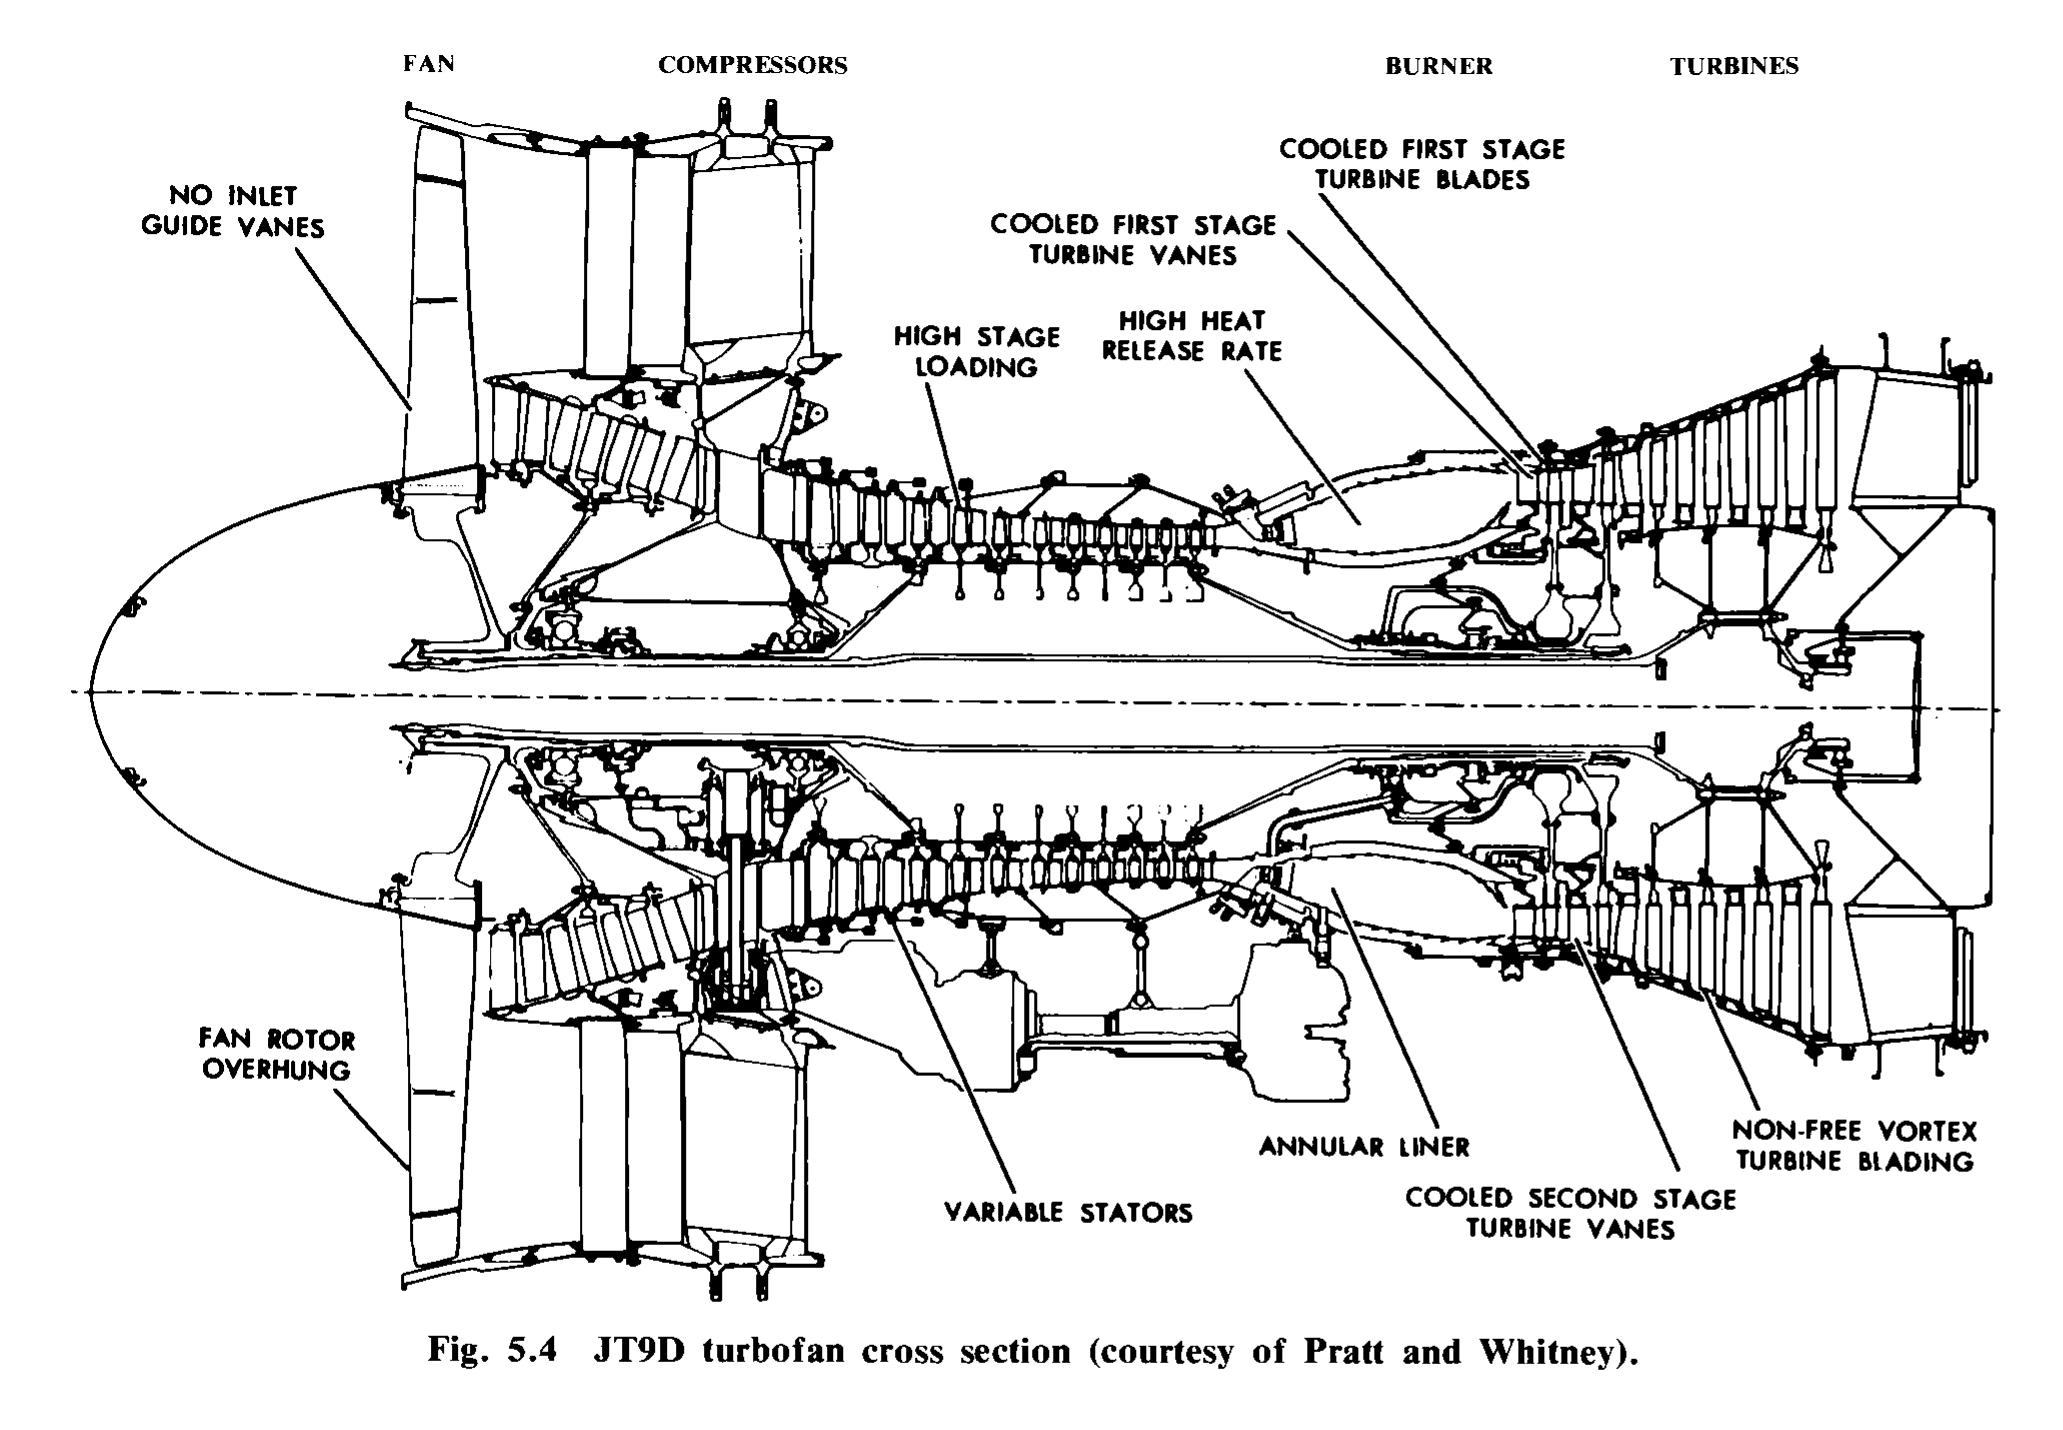 FAN COMPRESSORS BURNER TURBINES
COOLED FIRST STAGE
TURBINE BLADES
NO INLET
GUIDE VANES
COOLED FIRST STAGE
TURBINE VANES
HIGH STAGE
LOADING
HIGH HEAT
RELEASE RATE
FAN ROTOR
OVERHUNG
VARIABLE STATORS
ANNULAR LINER
NON-FREE VORTEX
TURBINE BLADING
COOLED SECOND STAGE
TURBINE VANES
Fig. 5.4 JT9D turbofan cross section (courtesy of Pratt and Whitney).